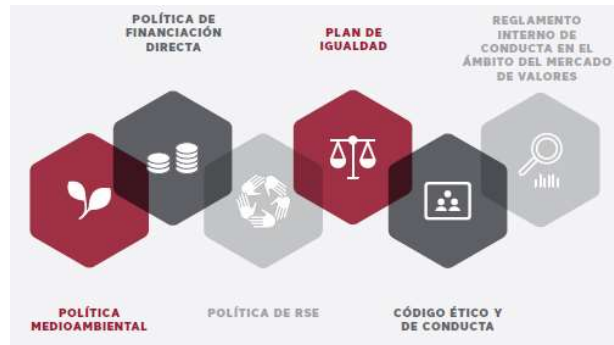 POLÍTICA DE
FINANCIACIÓN
DIRECTA
PLAN DE
IGUALDAD
REGLAMENTO
INTERNO DE
CONDUCTA EN EL
ÁMBITO DEL MERCADO
DE VALORES
POLÍTICA
MEDIOAMBIENTAL
POLÍTICA DE RSE
CÓDIGO ÉTICO Y
DE CONDUCTA